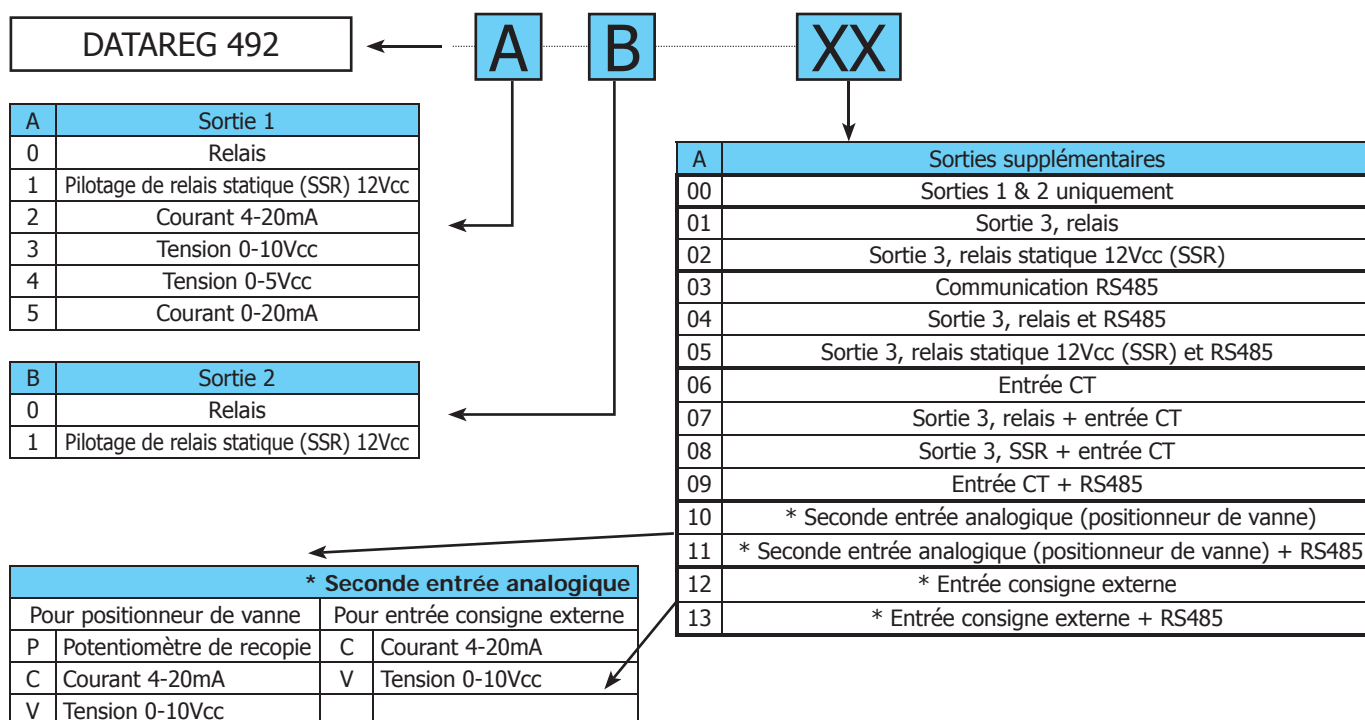 DATAREG 492
A
B
XX
A Sortie 1
0 Relais
1 Pilotage de relais statique (SSR) 12Vcc
2 Courant 4-20mA
3 Tension 0-10Vcc
4 Tension 0-5Vcc
5 Courant 0-20mA
B Sortie 2
0 Relais
1 Pilotage de relais statique (SSR) 12Vcc
A Sorties supplémentaires
00 Sorties 1 & 2 uniquement
01 Sortie 3, relais
02 Sortie 3, relais statique 12Vcc (SSR)
03 Communication RS485
04 Sortie 3, relais et RS485
05 Sortie 3, relais statique 12Vcc (SSR) et RS485
06 Entrée CT
07 Sortie 3, relais + entrée CT
08 Sortie 3, SSR + entrée CT
09 Entrée CT + RS485
10 * Seconde entrée analogique (positionneur de vanne)
11 * Seconde entrée analogique (positionneur de vanne) + RS485
12 * Entrée consigne externe
13 * Entrée consigne externe + RS485
* Seconde entrée analogique
Pour positionneur de vanne Pour entrée consigne externe
P Potentiomètre de recopie C Courant 4-20mA
C Courant 4-20mA V Tension 0-10Vcc
V Tension 0-10Vcc